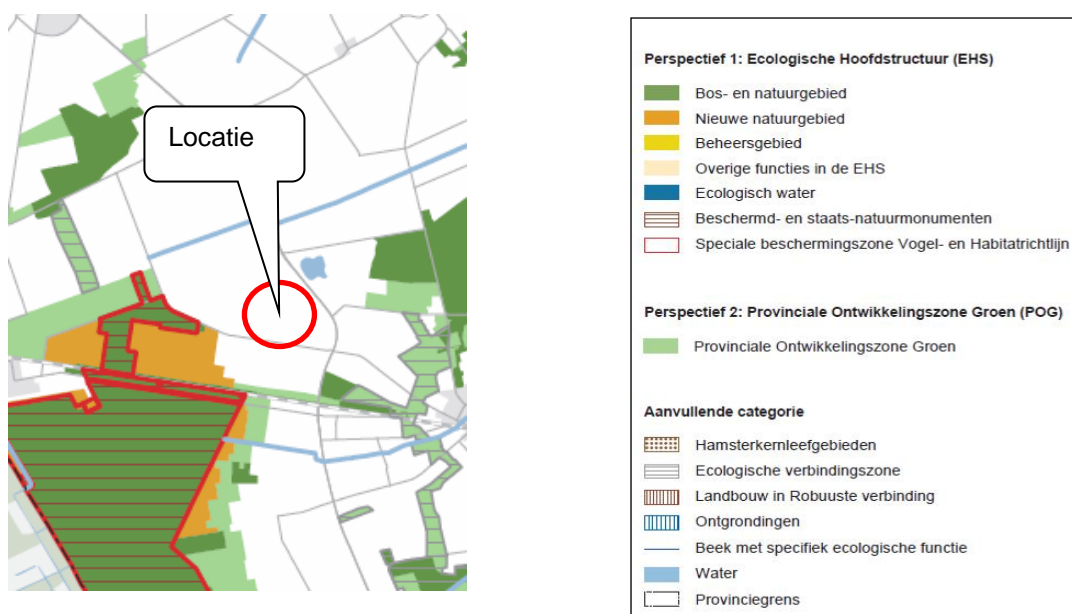 Locatie
Perspectief 1: Ecologische Hoofdstructuur (EHS)
Bos- en natuurgebied
Nieuwe natuurgebied
Beheersgebied
Overige functies in de EHS
Ecologisch water
Beschermd- en staats-natuurmonumenten
Speciale beschermingszone Vogel- en Habitatrichtlijn
Perspectief 2: Provinciale Ontwikkelingszone Groen (POG)
Provinciale Ontwikkelingszone Groen
Aanvullende categorie
Hamsterkernleefgebieden
Ecologische verbindingszone
Landbouw in Robuuste verbinding
Ontgrondingen
Beek met specifiek ecologische functie
Water
Provinciegrens